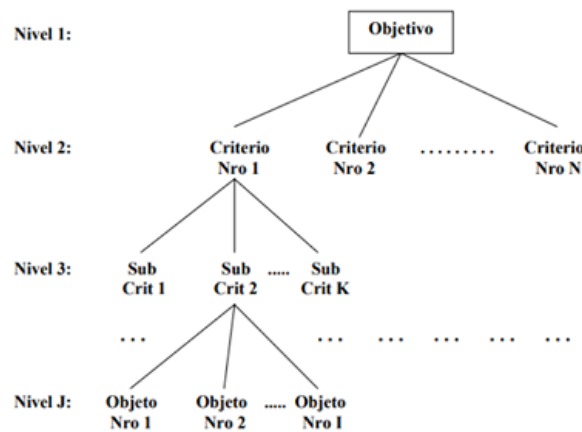 Nivel 1:
Objetivo
Nivel 2:
Criterio Criterio ......... Criterio
Nro 1 Nro 2 Nro N
Nivel 3:
Sub Sub ..... Sub
Crit 1 Crit 2 Crit K
... ... ... ... ... ...
Nivel J:
Objeto Objeto ..... Objeto
Nro 1 Nro 2 Nro I